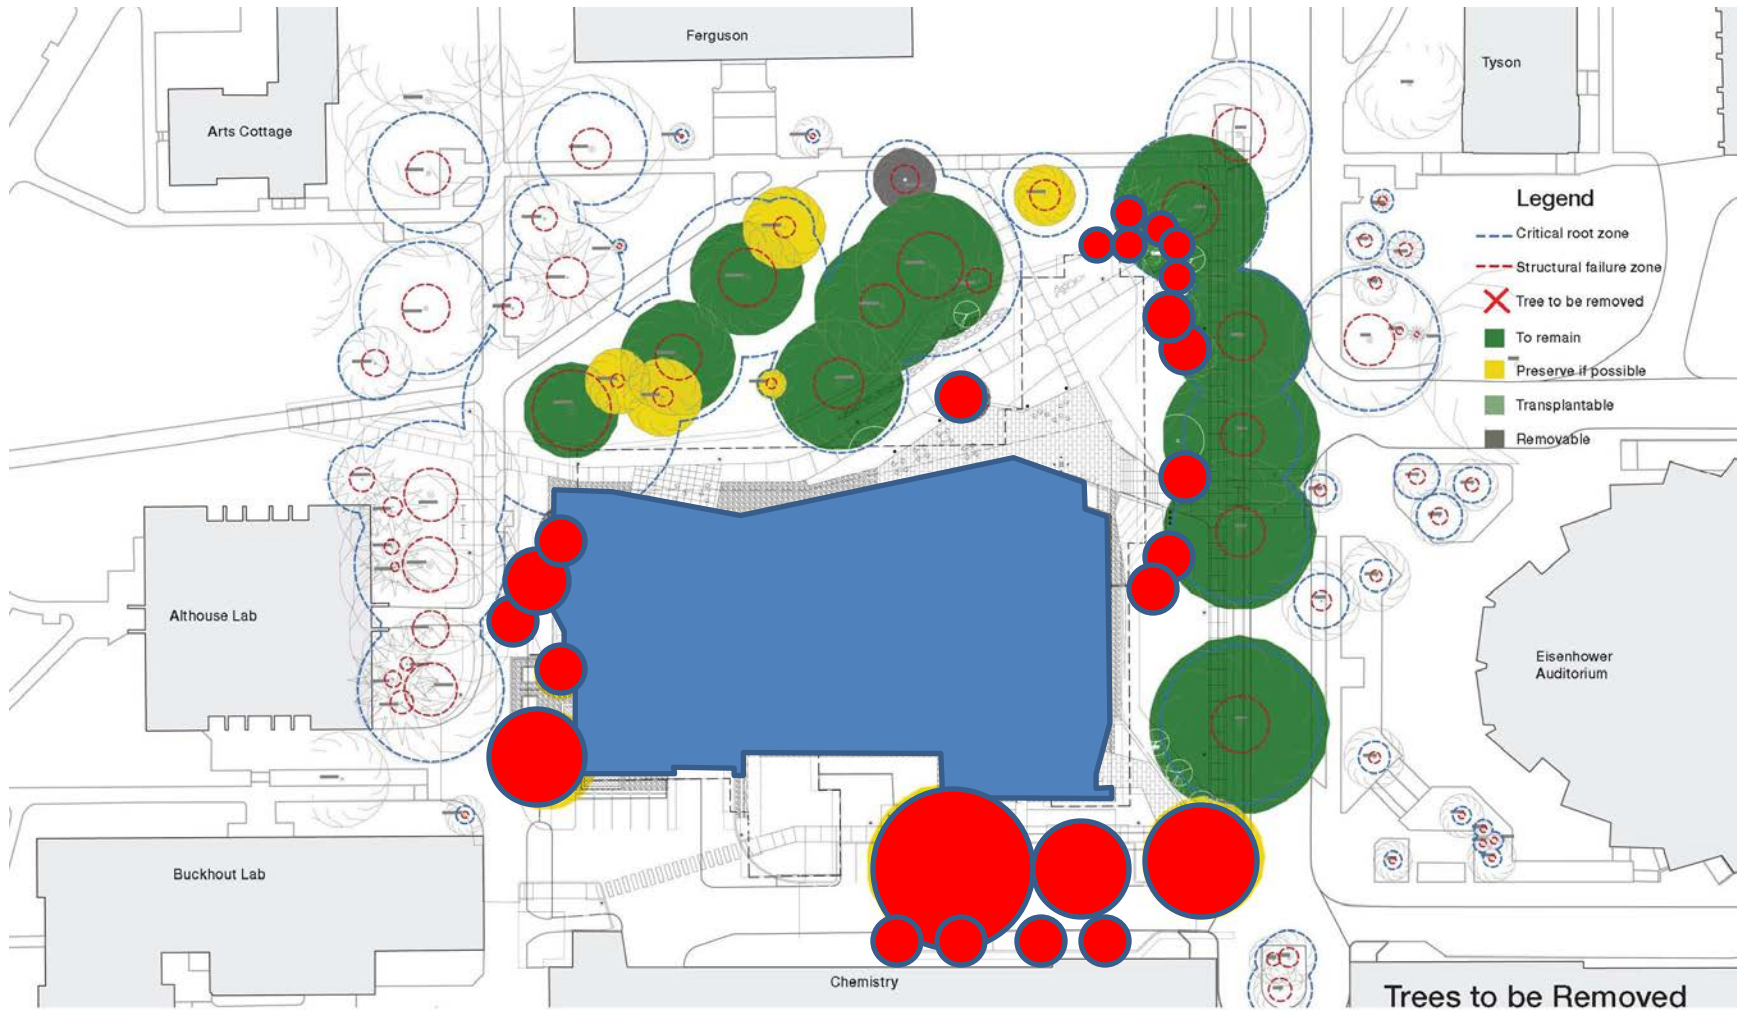 Ferguson
Tyson
Arts Cottage
Legend
Critical root zone
Structural failure zone
Tree to be removed
To remain
Preserve if possible
Transplantable
Removable
Althouse Lab
Eisenhower
Auditorium
Buckhout Lab
Chemistry
Trees to be Removed